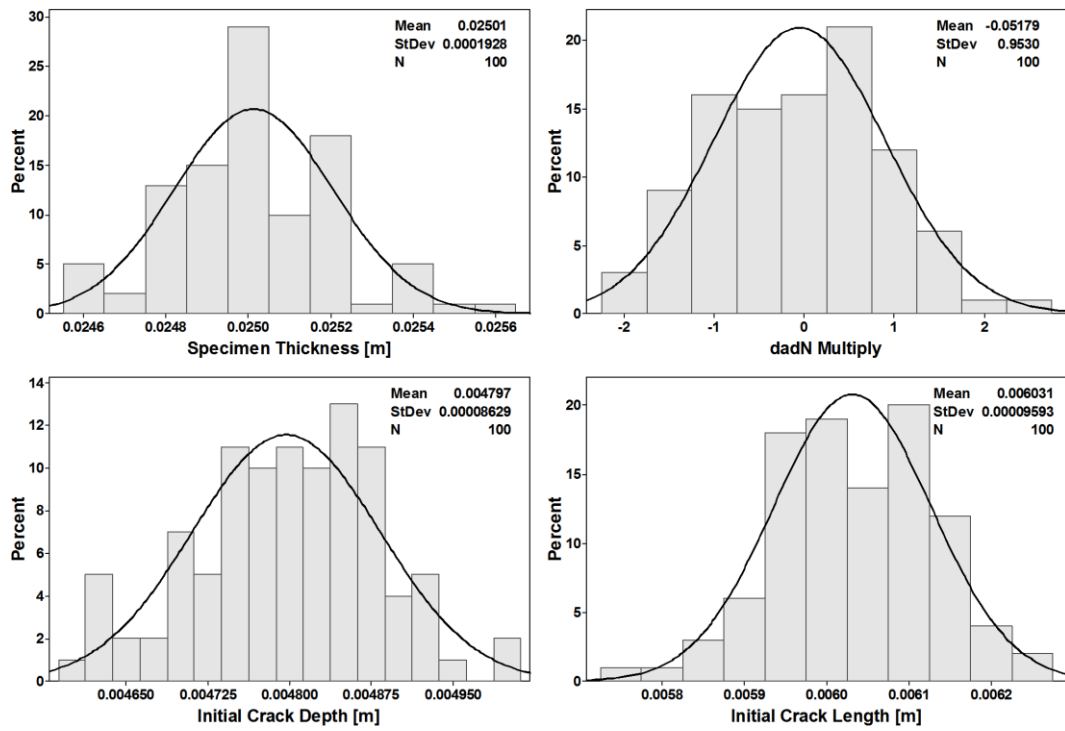 Mean 0.02501
StDev 0.0001928
N 100
30
25
20
15
10
5
0
Percent
0.0246 0.0248 0.0250 0.0252 0.0254 0.0256
Specimen Thickness [m]
Mean -0.05179
StDev 0.9530
N 100
20
15
10
5
0
Percent
-2 -1 0 1 2
dadN Multiply
Mean 0.004797
StDev 0.00008629
N 100
14
12
10
8
6
4
2
0
Percent
0.004650 0.004725 0.004800 0.004875 0.004950
Initial Crack Depth [m]
Mean 0.006031
StDev 0.00009593
N 100
20
15
10
5
0
Percent
0.0058 0.0059 0.0060 0.0061 0.0062
Initial Crack Length [m]